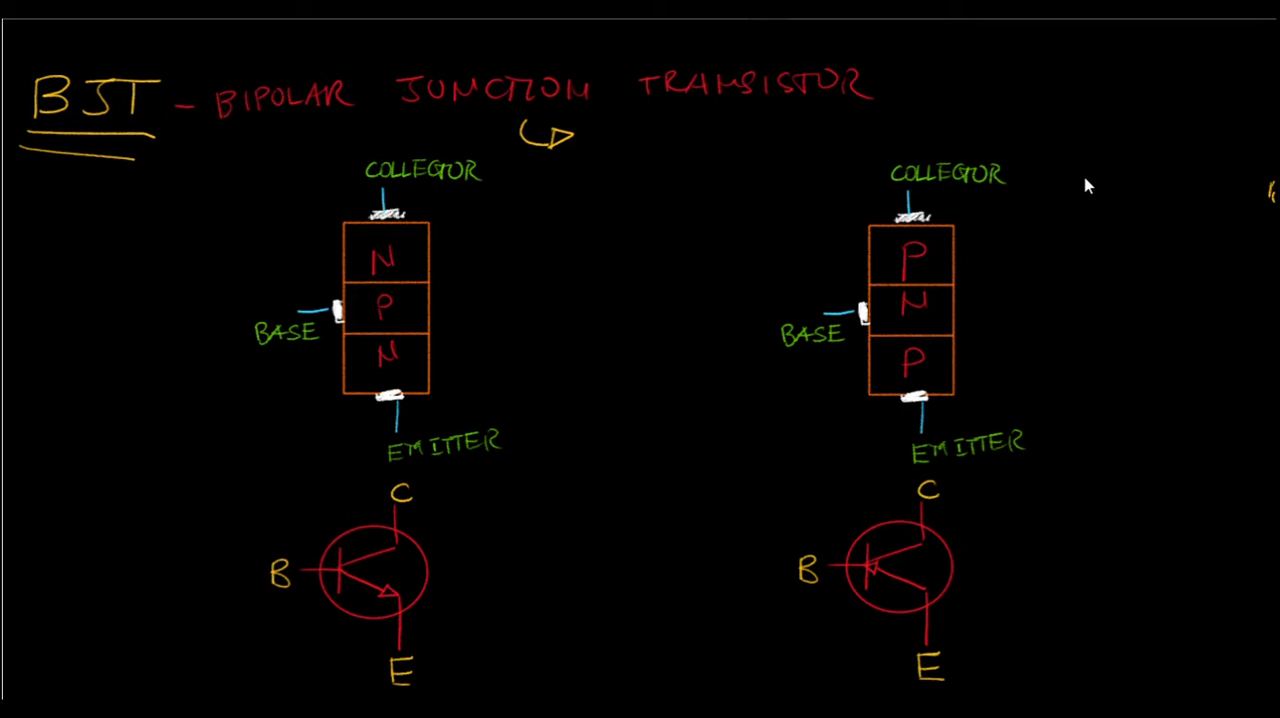 BJT - BIPOLAR JUNCTION TRANSISTOR
COLLECTOR COLLECTOR
N P
P N
BASE BASE
N P
EMITTER EMITTER
C C
B B
E E